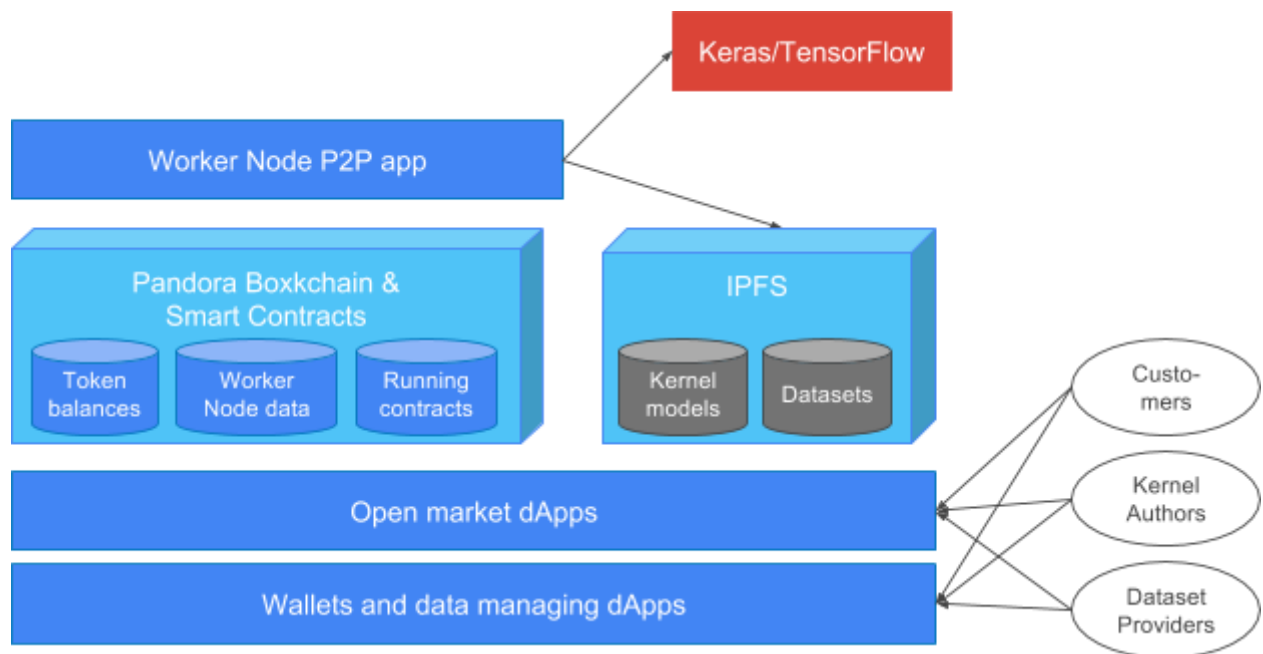 Keras/TensorFlow
Worker Node P2P app
Pandora Boxkchain &
Smart Contracts
IPFS
Token
balances
Worker
Node data
Running
contracts
Kernel
models
Datasets
Custo-
mers
Open market dApps
Kernel
Authors
Wallets and data managing dApps
Dataset
Providers